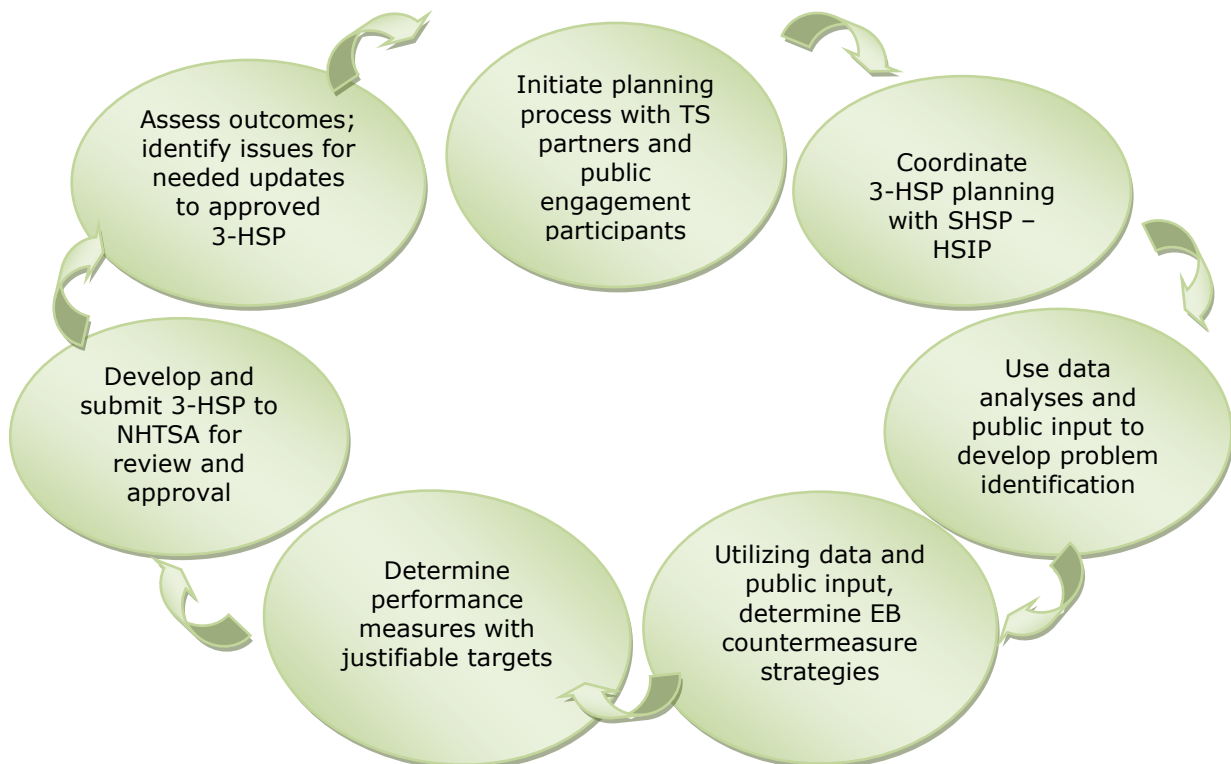 Initiate planning
process with TS
partners and
public
engagement
participants
Coordinate
3-HSP planning
with SHSP –
HSIP
Use data
analyses and
public input to
develop problem
identification
Utilizing data and
public input,
determine EB
countermeasure
strategies
Determine
performance
measures with
justifiable targets
Develop and
submit 3-HSP to
NHTSA for
review and
approval
Assess outcomes;
identify issues for
needed updates
to approved
3-HSP